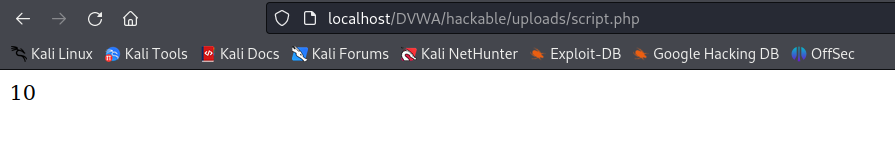 localhost/DVWA/hackable/uploads/script.php
Kali Linux Kali Tools Kali Docs Kali Forums Kali NetHunter Exploit-DB Google Hacking DB OffSec
10